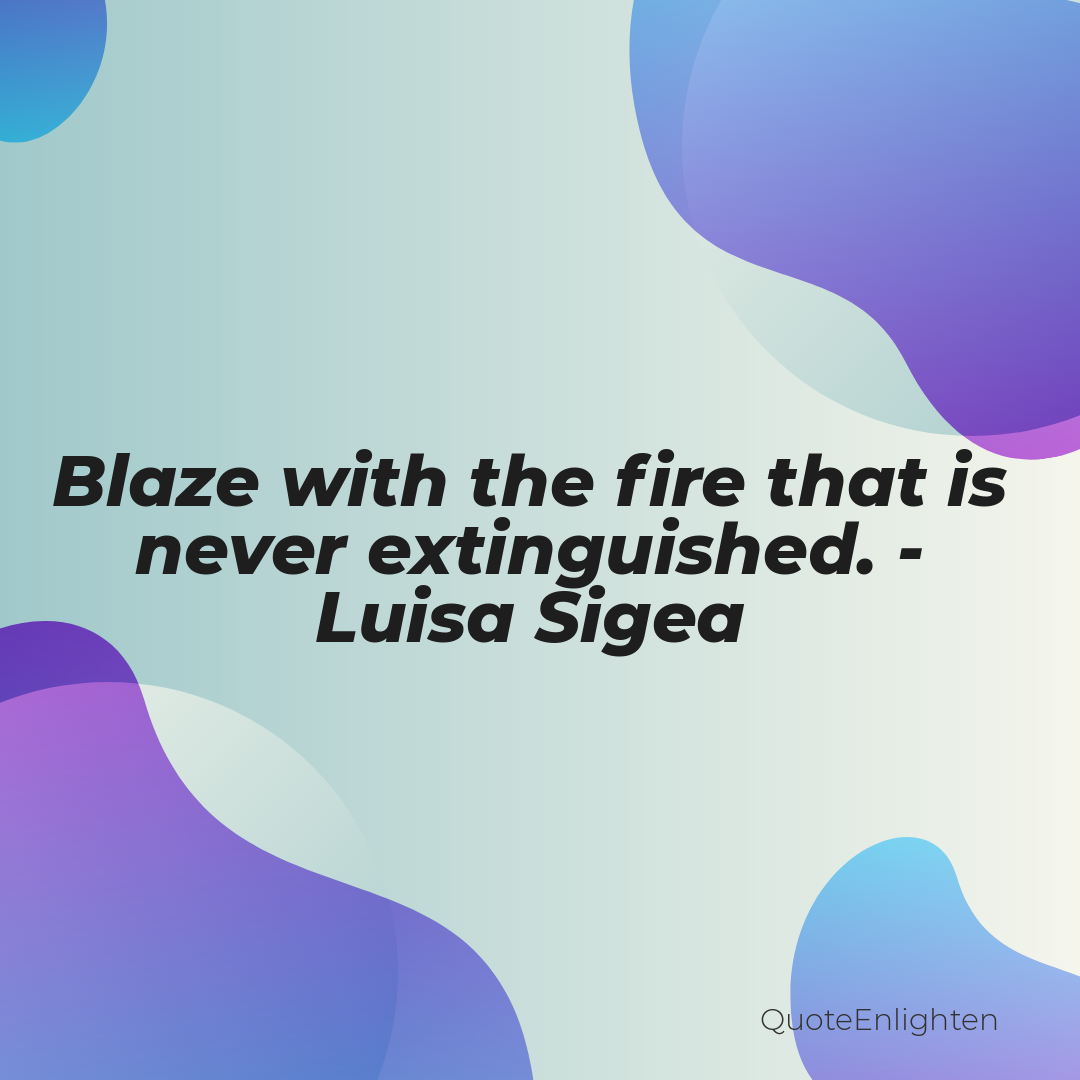 Blaze with the fire that is
never extinguished. -
Luisa Sigea
QuoteEnlighten